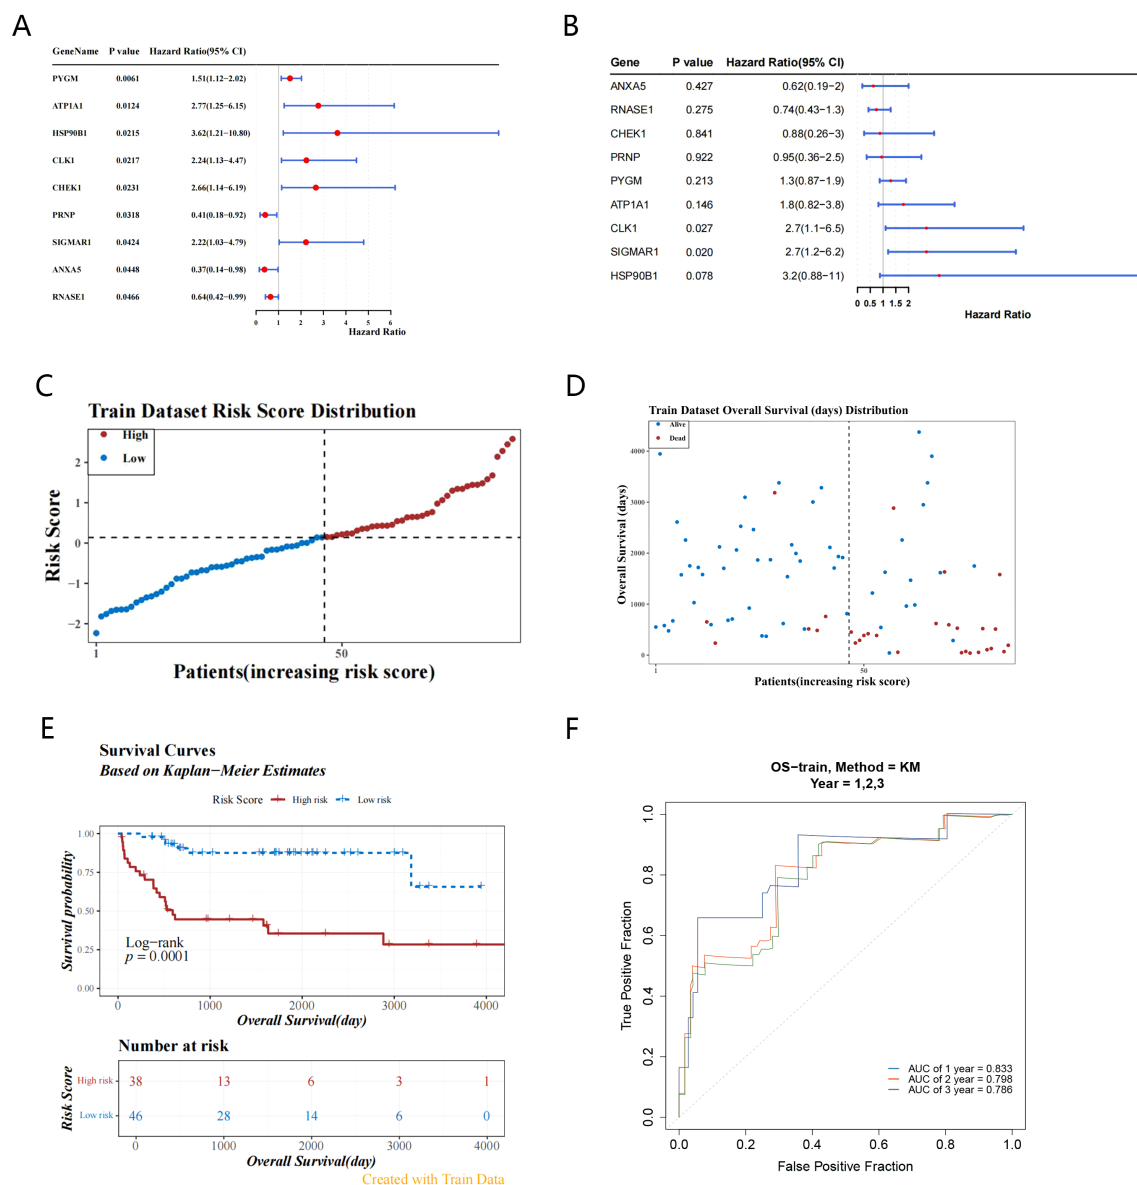 A
GeneName P value Hazard Ratio(95% CI)
PYGM 0.0061 1.51(1.12−2.02)
ATP1A1 0.0124 2.77(1.25−6.15)
HSP90B1 0.0215 3.62(1.21−10.80)
CLK1 0.0217 2.24(1.13−4.47)
CHEK1 0.0231 2.66(1.14−6.19)
PRNP 0.0318 0.41(0.18−0.92)
SIGMAR1 0.0424 2.22(1.03−4.79)
ANXA5 0.0448 0.37(0.14−0.98)
RNASE1 0.0466 0.64(0.42−0.99)
0 1 2 3 4 5 6
Hazard Ratio
B
Gene P value Hazard Ratio(95% CI)
ANXA5 0.427 0.62(0.19−2)
RNASE1 0.275 0.74(0.43−1.3)
CHEK1 0.841 0.88(0.26−3)
PRNP 0.922 0.95(0.36−2.5)
PYGM 0.213 1.3(0.87−1.9)
ATP1A1 0.146 1.8(0.82−3.8)
CLK1 0.027 2.7(1.1−6.5)
SIGMAR1 0.020 2.7(1.2−6.2)
HSP90B1 0.078 3.2(0.88−11)
0 0.5 1 1.5 2
Hazard Ratio
C
Train Dataset Risk Score Distribution
High
Low
2
1
0
−1
−2
Risk Score
1 50
Patients(increasing risk score)
D
Train Dataset Overall Survival (days) Distribution
Alive
Dead
4000
3000
2000
1000
0
Overall Survival (days)
1 50
Patients(increasing risk score)
E
Survival Curves
Based on Kaplan−Meier Estimates
Risk Score High risk Low risk
1.00
0.75
0.50
0.25
0.00
Survival probability
Log−rank
p = 0.0001
0 1000 2000 3000 4000
Overall Survival(day)
Number at risk
Risk Score
High risk 38 13 6 3 1
Low risk 46 28 14 6 0
0 1000 2000 3000 4000
Overall Survival(day)
Created with Train Data
F
OS−train, Method = KM
Year = 1,2,3
1.0
0.8
0.6
0.4
0.2
0.0
True Positive Fraction
AUC of 1 year = 0.833
AUC of 2 year = 0.798
AUC of 3 year = 0.786
0.0 0.2 0.4 0.6 0.8 1.0
False Positive Fraction